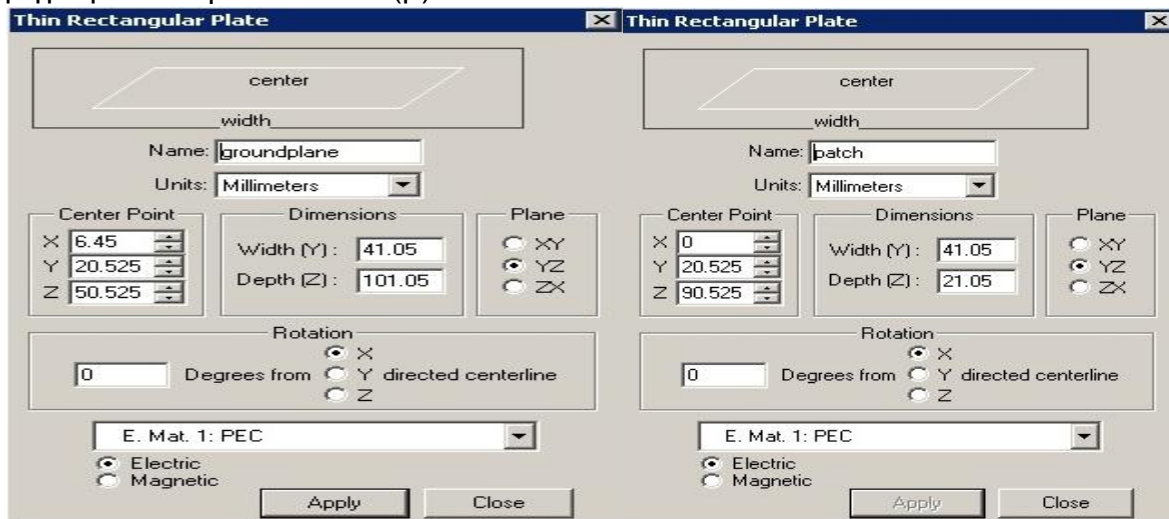 Thin Rectangular Plate
center
width
Name: groundplane
Units: Millimeters
Center Point
X 6.45
Y 20.525
Z 50.525
Dimensions
Width (Y) : 41.05
Depth (Z) : 101.05
Plane
XY
YZ
ZX
Rotation
0 Degrees from X Y Z directed centerline
E. Mat. 1: PEC
Electric
Magnetic
Apply Close
Thin Rectangular Plate
center
width
Name: patch
Units: Millimeters
Center Point
X 0
Y 20.525
Z 90.525
Dimensions
Width (Y) : 41.05
Depth (Z) : 21.05
Plane
XY
YZ
ZX
Rotation
0 Degrees from X Y Z directed centerline
E. Mat. 1: PEC
Electric
Magnetic
Apply Close